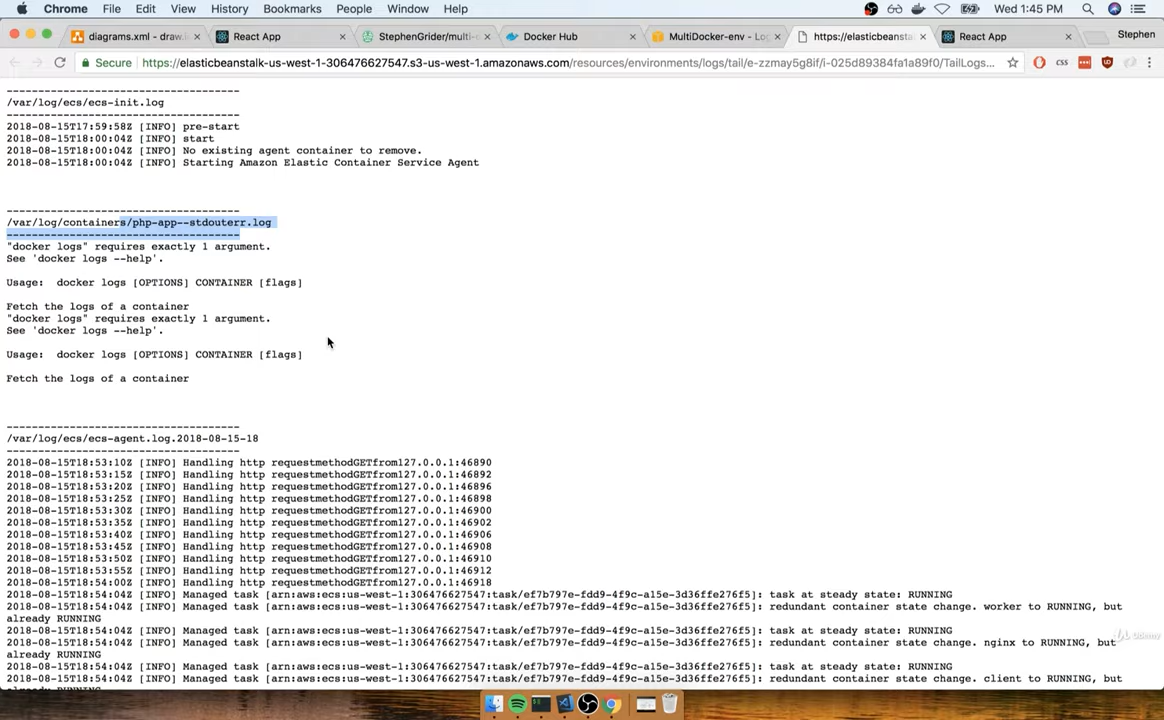 Chrome File Edit View History Bookmarks People Window Help Wed 1:45 PM
diagrams.xml - draw. React App StephenGrider/multi- Docker Hub MultiDocker-env - Lo https://elasticbeanstalk React App Stephen
Secure https://elasticbeanstalk-us-west-1-306476627547.s3-us-west-1.amazonaws.com/resources/environments/logs/tail/e-zzmay5g8if/i-025d89384fa1a89f0/TailLogs... CSS
----------------------------------------
/var/log/ecs/ecs-init.log
----------------------------------------
2018-08-15T17:59:58Z [INFO] pre-start
2018-08-15T18:00:04Z [INFO] start
2018-08-15T18:00:04Z [INFO] No existing agent container to remove.
2018-08-15T18:00:04Z [INFO] Starting Amazon Elastic Container Service Agent
----------------------------------------
/var/log/containers/php-app--stdouterr.log
----------------------------------------
"docker logs" requires exactly 1 argument.
See 'docker logs --help'.
Usage:  docker logs [OPTIONS] CONTAINER [flags]
Fetch the logs of a container
"docker logs" requires exactly 1 argument.
See 'docker logs --help'.
Usage:  docker logs [OPTIONS] CONTAINER [flags]
Fetch the logs of a container
----------------------------------------
/var/log/ecs/ecs-agent.log.2018-08-15-18
----------------------------------------
2018-08-15T18:53:10Z [INFO] Handling http requestmethodGETfrom127.0.0.1:46890
2018-08-15T18:53:15Z [INFO] Handling http requestmethodGETfrom127.0.0.1:46892
2018-08-15T18:53:20Z [INFO] Handling http requestmethodGETfrom127.0.0.1:46896
2018-08-15T18:53:25Z [INFO] Handling http requestmethodGETfrom127.0.0.1:46898
2018-08-15T18:53:30Z [INFO] Handling http requestmethodGETfrom127.0.0.1:46900
2018-08-15T18:53:35Z [INFO] Handling http requestmethodGETfrom127.0.0.1:46902
2018-08-15T18:53:40Z [INFO] Handling http requestmethodGETfrom127.0.0.1:46906
2018-08-15T18:53:45Z [INFO] Handling http requestmethodGETfrom127.0.0.1:46908
2018-08-15T18:53:50Z [INFO] Handling http requestmethodGETfrom127.0.0.1:46910
2018-08-15T18:53:55Z [INFO] Handling http requestmethodGETfrom127.0.0.1:46912
2018-08-15T18:54:00Z [INFO] Handling http requestmethodGETfrom127.0.0.1:46918
2018-08-15T18:54:04Z [INFO] Managed task [arn:aws:ecs:us-west-1:306476627547:task/ef7b797e-fdd9-4f9c-a15e-3d36ffe276f5]: task at steady state: RUNNING
2018-08-15T18:54:04Z [INFO] Managed task [arn:aws:ecs:us-west-1:306476627547:task/ef7b797e-fdd9-4f9c-a15e-3d36ffe276f5]: redundant container state change. worker to RUNNING, but
already RUNNING
2018-08-15T18:54:04Z [INFO] Managed task [arn:aws:ecs:us-west-1:306476627547:task/ef7b797e-fdd9-4f9c-a15e-3d36ffe276f5]: task at steady state: RUNNING
2018-08-15T18:54:04Z [INFO] Managed task [arn:aws:ecs:us-west-1:306476627547:task/ef7b797e-fdd9-4f9c-a15e-3d36ffe276f5]: redundant container state change. nginx to RUNNING, but
already RUNNING
2018-08-15T18:54:04Z [INFO] Managed task [arn:aws:ecs:us-west-1:306476627547:task/ef7b797e-fdd9-4f9c-a15e-3d36ffe276f5]: task at steady state: RUNNING
2018-08-15T18:54:04Z [INFO] Managed task [arn:aws:ecs:us-west-1:306476627547:task/ef7b797e-fdd9-4f9c-a15e-3d36ffe276f5]: redundant container state change. client to RUNNING, but
already RUNNING
Udemy